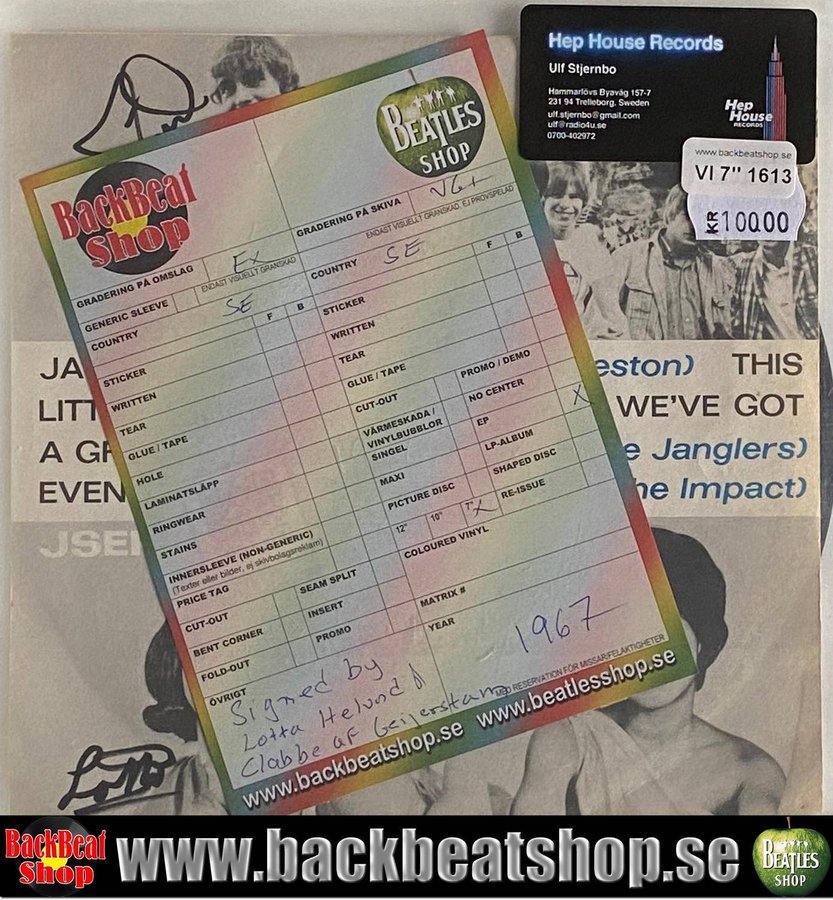 Hep House Records
Ulf Stjernbo
Hammarlövs Byaväg 157-7
231 94 Trelleborg, Sweden
ulf.stjernbo@gmail.com
ulf@radio4u.se
0700-402972
Hep
House
RECORDS
www.backbeatshop.se
VI 7" 1613
KR 10000
BackBeat
Shop
BEATLES
SHOP
GRADERING PÅ OMSLAG Ex
ENDAST VISUELLT GRANSKAD
GRADERING PÅ SKIVA VG+
ENDAST VISUELLT GRANSKAD, EJ PROVSPELAD
GENERIC SLEEVE
COUNTRY SE
F B
STICKER
WRITTEN
TEAR
GLUE / TAPE
HOLE
LAMINATSLÄPP
RINGWEAR
STAINS
INNERSLEEVE (NON-GENERIC)
(Texter eller bilder, ej skivbolagsreklam)
PRICE TAG
CUT-OUT
BENT CORNER
FOLD-OUT
SEAM SPLIT
INSERT
PROMO
COUNTRY SE
F B
STICKER
WRITTEN
TEAR
GLUE / TAPE
CUT-OUT
VÄRMESKADA /
VINYLBUBBLOR
SINGEL
MAXI
PICTURE DISC
12" 10" 7" X
COLOURED VINYL
PROMO / DEMO
NO CENTER
EP X
LP-ALBUM
SHAPED DISC
RE-ISSUE
MATRIX #
YEAR
1967
ÖVRIGT
Signed by
Lotta Helund
Clabbe af Geijerstam
MED RESERVATION FÖR MISSAR/FELAKTIGHETER
www.backbeatshop.se www.beatlesshop.se
JA
eston) THIS
LITT
WE'VE GOT
A GR
e Janglers)
EVEN
he Impact)
JSE
Lotta
BackBeat
Shop
www.backbeatshop.se
BEATLES
SHOP